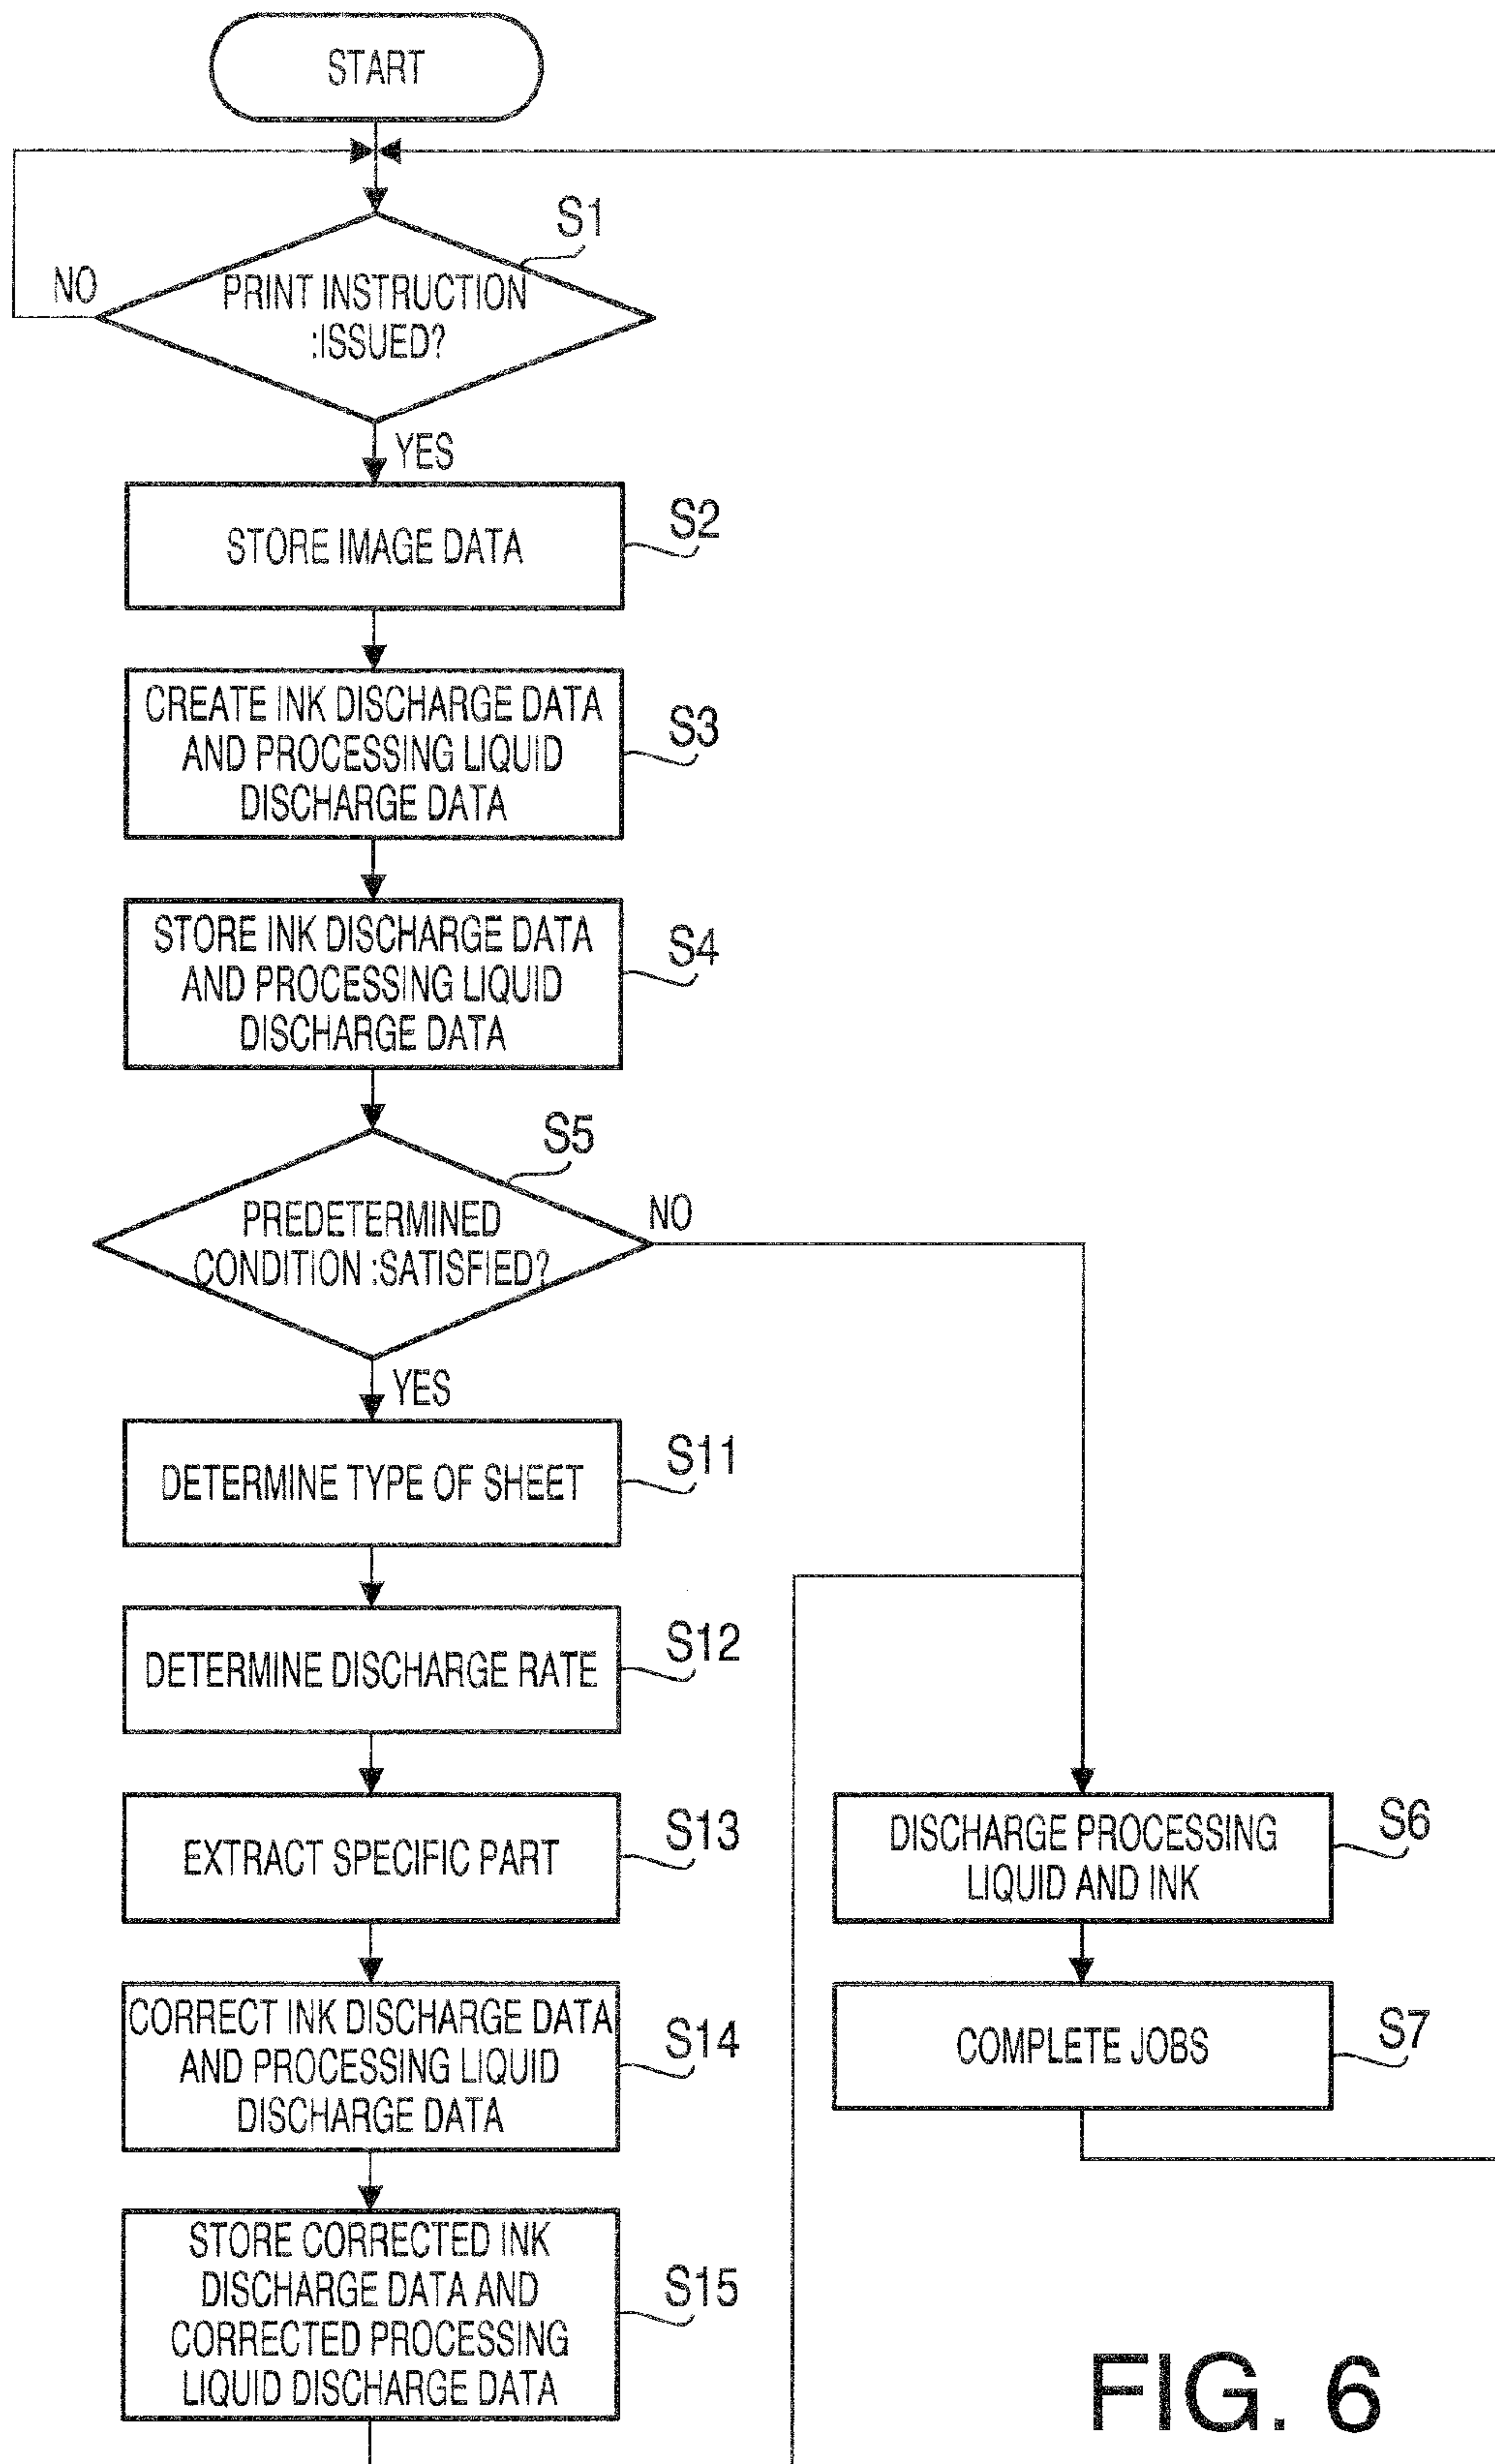 START
S1
NO
PRINT INSTRUCTION
:ISSUED?
YES
S2
STORE IMAGE DATA
S3
CREATE INK DISCHARGE DATA
AND PROCESSING LIQUID
DISCHARGE DATA
S4
STORE INK DISCHARGE DATA
AND PROCESSING LIQUID
DISCHARGE DATA
S5
NO
PREDETERMINED
CONDITION :SATISFIED?
YES
S11
DETERMINE TYPE OF SHEET
S12
DETERMINE DISCHARGE RATE
S13
EXTRACT SPECIFIC PART
S14
CORRECT INK DISCHARGE DATA
AND PROCESSING LIQUID
DISCHARGE DATA
S15
STORE CORRECTED INK
DISCHARGE DATA AND
CORRECTED PROCESSING
LIQUID DISCHARGE DATA
S6
DISCHARGE PROCESSING
LIQUID AND INK
S7
COMPLETE JOBS
FIG. 6